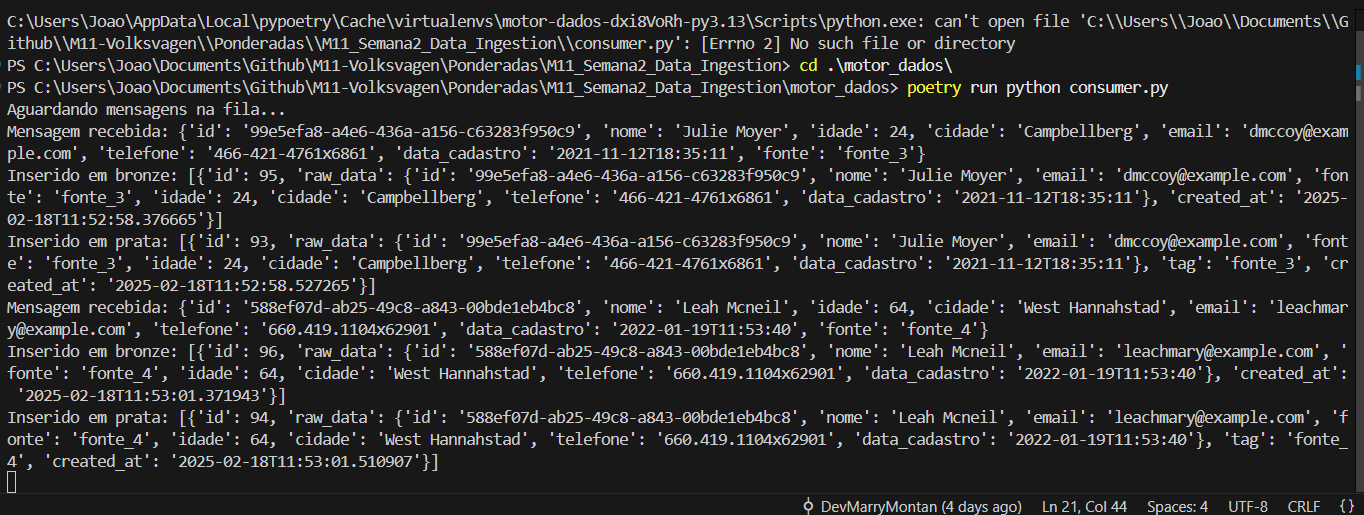 C:\Users\Joao\AppData\Local\pypoetry\Cache\virtualenvs\motor-dados-dxi8VoRh-py3.13\Scripts\python.exe: can't open file 'C:\\Users\\Joao\\Documents\\G
ithub\\M11-Volksvagen\\Ponderadas\\M11_Semana2_Data_Ingestion\\consumer.py': [Errno 2] No such file or directory
PS C:\Users\Joao\Documents\Github\M11-Volksvagen\Ponderadas\M11_Semana2_Data_Ingestion> cd .\motor_dados\
PS C:\Users\Joao\Documents\Github\M11-Volksvagen\Ponderadas\M11_Semana2_Data_Ingestion\motor_dados> poetry run python consumer.py
Aguardando mensagens na fila...
Mensagem recebida: {'id': '99e5efa8-a4e6-436a-a156-c63283f950c9', 'nome': 'Julie Moyer', 'idade': 24, 'cidade': 'Campbellberg', 'email': 'dmccoy@exam
ple.com', 'telefone': '466-421-4761x6861', 'data_cadastro': '2021-11-12T18:35:11', 'fonte': 'fonte_3'}
Inserido em bronze: [{'id': 95, 'raw_data': {'id': '99e5efa8-a4e6-436a-a156-c63283f950c9', 'nome': 'Julie Moyer', 'email': 'dmccoy@example.com', 'fon
te': 'fonte_3', 'idade': 24, 'cidade': 'Campbellberg', 'telefone': '466-421-4761x6861', 'data_cadastro': '2021-11-12T18:35:11'}, 'created_at': '2025-
02-18T11:52:58.376665'}]
Inserido em prata: [{'id': 93, 'raw_data': {'id': '99e5efa8-a4e6-436a-a156-c63283f950c9', 'nome': 'Julie Moyer', 'email': 'dmccoy@example.com', 'font
e': 'fonte_3', 'idade': 24, 'cidade': 'Campbellberg', 'telefone': '466-421-4761x6861', 'data_cadastro': '2021-11-12T18:35:11'}, 'tag': 'fonte_3', 'cr
eated_at': '2025-02-18T11:52:58.527265'}]
Mensagem recebida: {'id': '588ef07d-ab25-49c8-a843-00bde1eb4bc8', 'nome': 'Leah Mcneil', 'idade': 64, 'cidade': 'West Hannahstad', 'email': 'leachmar
y@example.com', 'telefone': '660.419.1104x62901', 'data_cadastro': '2022-01-19T11:53:40', 'fonte': 'fonte_4'}
Inserido em bronze: [{'id': 96, 'raw_data': {'id': '588ef07d-ab25-49c8-a843-00bde1eb4bc8', 'nome': 'Leah Mcneil', 'email': 'leachmary@example.com', '
fonte': 'fonte_4', 'idade': 64, 'cidade': 'West Hannahstad', 'telefone': '660.419.1104x62901', 'data_cadastro': '2022-01-19T11:53:40'}, 'created_at':
 '2025-02-18T11:53:01.371943'}]
Inserido em prata: [{'id': 94, 'raw_data': {'id': '588ef07d-ab25-49c8-a843-00bde1eb4bc8', 'nome': 'Leah Mcneil', 'email': 'leachmary@example.com', 'f
onte': 'fonte_4', 'idade': 64, 'cidade': 'West Hannahstad', 'telefone': '660.419.1104x62901', 'data_cadastro': '2022-01-19T11:53:40'}, 'tag': 'fonte_
4', 'created_at': '2025-02-18T11:53:01.510907'}]
DevMarryMontan (4 days ago) Ln 21, Col 44 Spaces: 4 UTF-8 CRLF {}